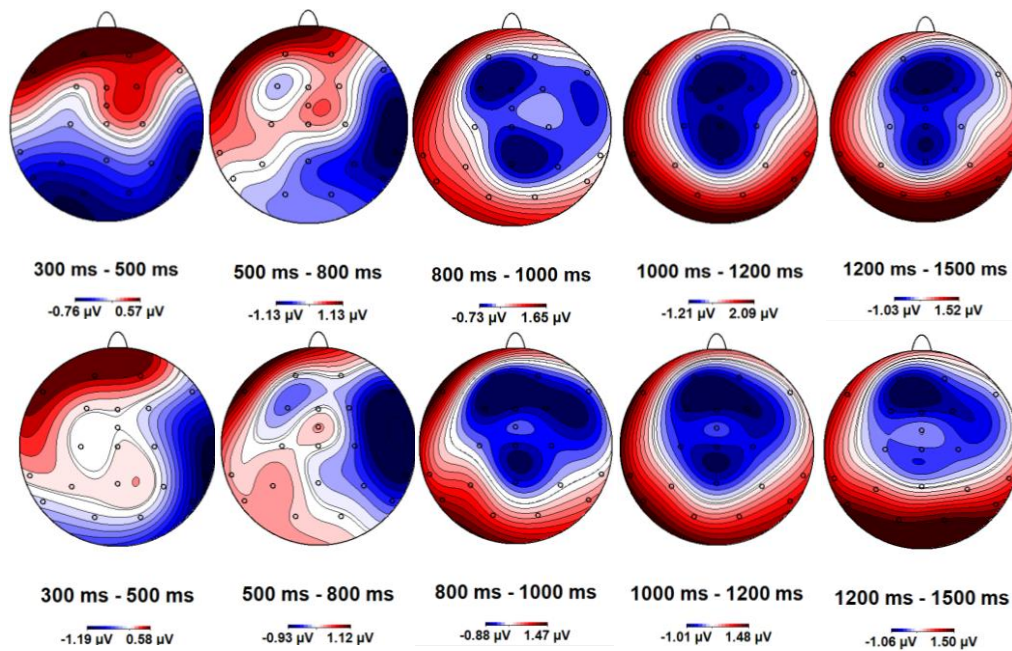 300 ms - 500 ms
500 ms - 800 ms
800 ms - 1000 ms
1000 ms - 1200 ms
1200 ms - 1500 ms
-0.76 µV 0.57 µV
-1.13 µV 1.13 µV
-0.73 µV 1.65 µV
-1.21 µV 2.09 µV
-1.03 µV 1.52 µV
300 ms - 500 ms
500 ms - 800 ms
800 ms - 1000 ms
1000 ms - 1200 ms
1200 ms - 1500 ms
-1.19 µV 0.58 µV
-0.93 µV 1.12 µV
-0.88 µV 1.47 µV
-1.01 µV 1.48 µV
-1.06 µV 1.50 µV